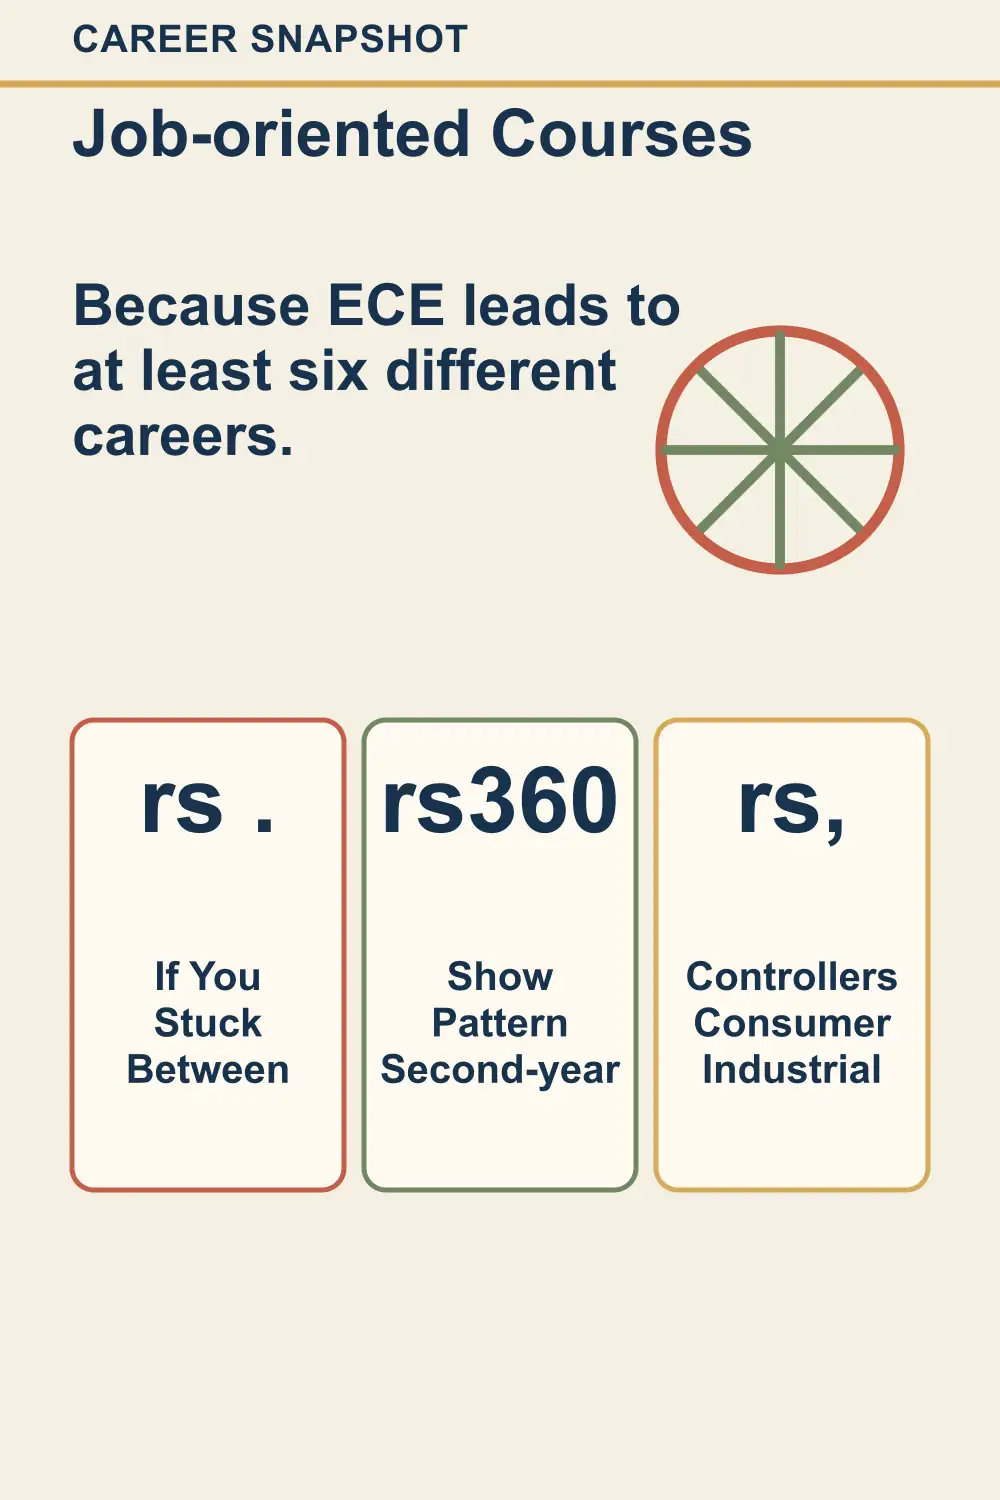 CAREER SNAPSHOT
Job-oriented Courses
Because ECE leads to
at least six different
careers.
rs .
If You
Stuck
Between
rs360
Show
Pattern
Second-year
rs,
Controllers
Consumer
Industrial